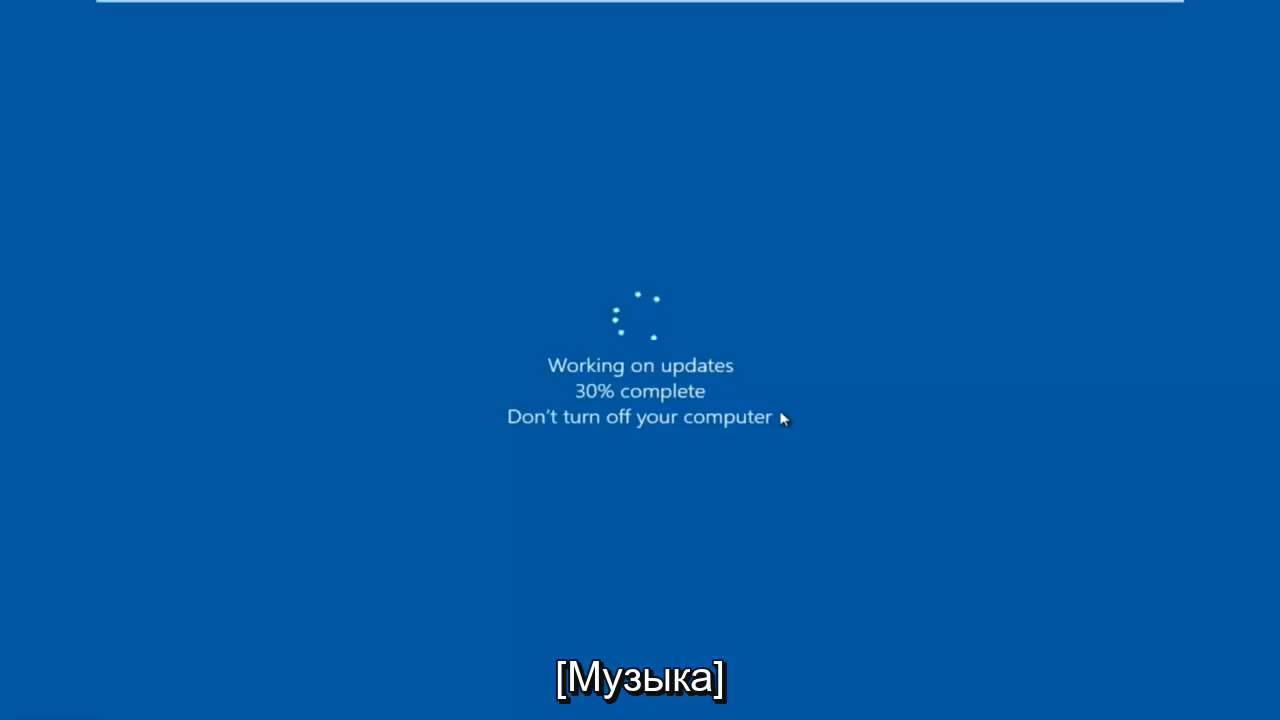 Working on updates
30% complete
Don't turn off your computer
[Музыка]